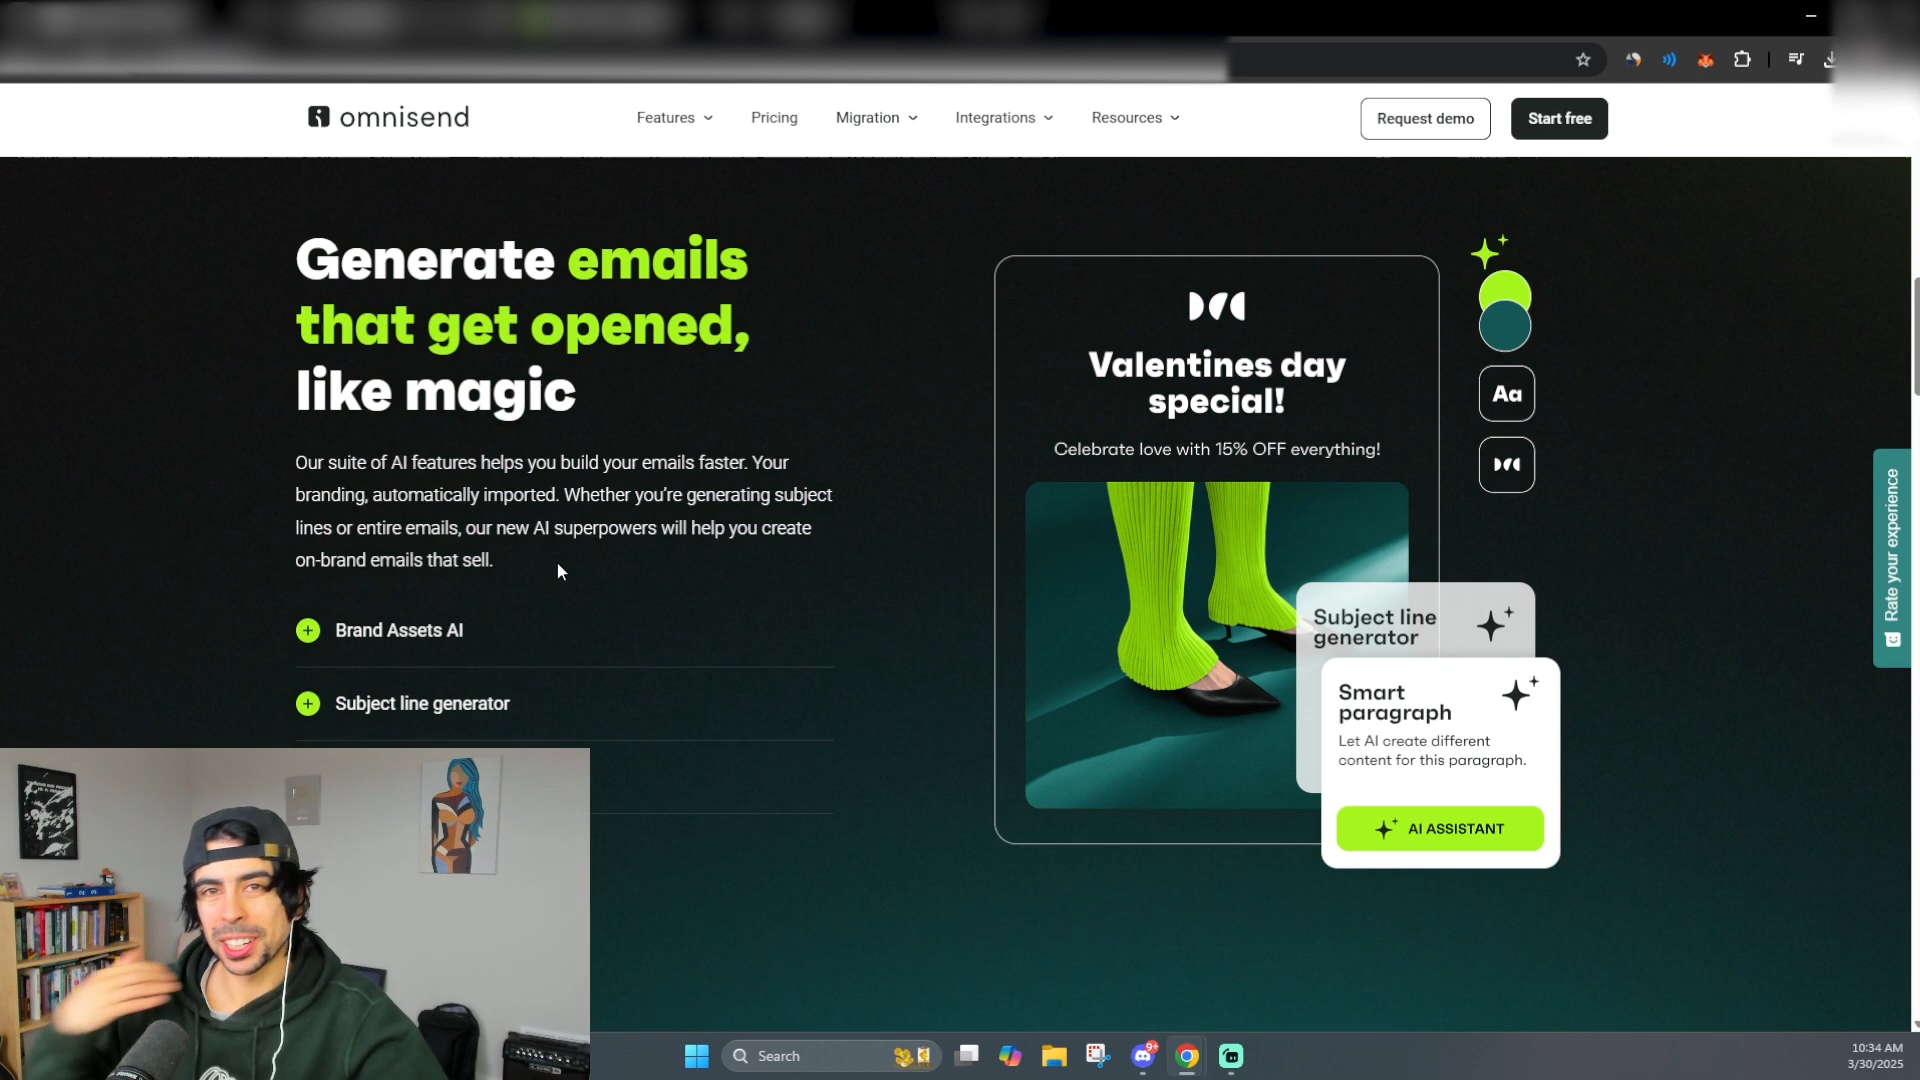 omnisend
Features
Pricing
Migration
Integrations
Resources
Request demo
Start free
Generate emails
that get opened,
like magic
Our suite of AI features helps you build your emails faster. Your
branding, automatically imported. Whether you're generating subject
lines or entire emails, our new AI superpowers will help you create
on-brand emails that sell.
Brand Assets AI
Subject line generator
Valentines day
special!
Celebrate love with 15% OFF everything!
Aa
Subject line
generator
Smart
paragraph
Let AI create different
content for this paragraph.
AI ASSISTANT
Rate your experience
Search
9+
10:34 AM
3/30/2025